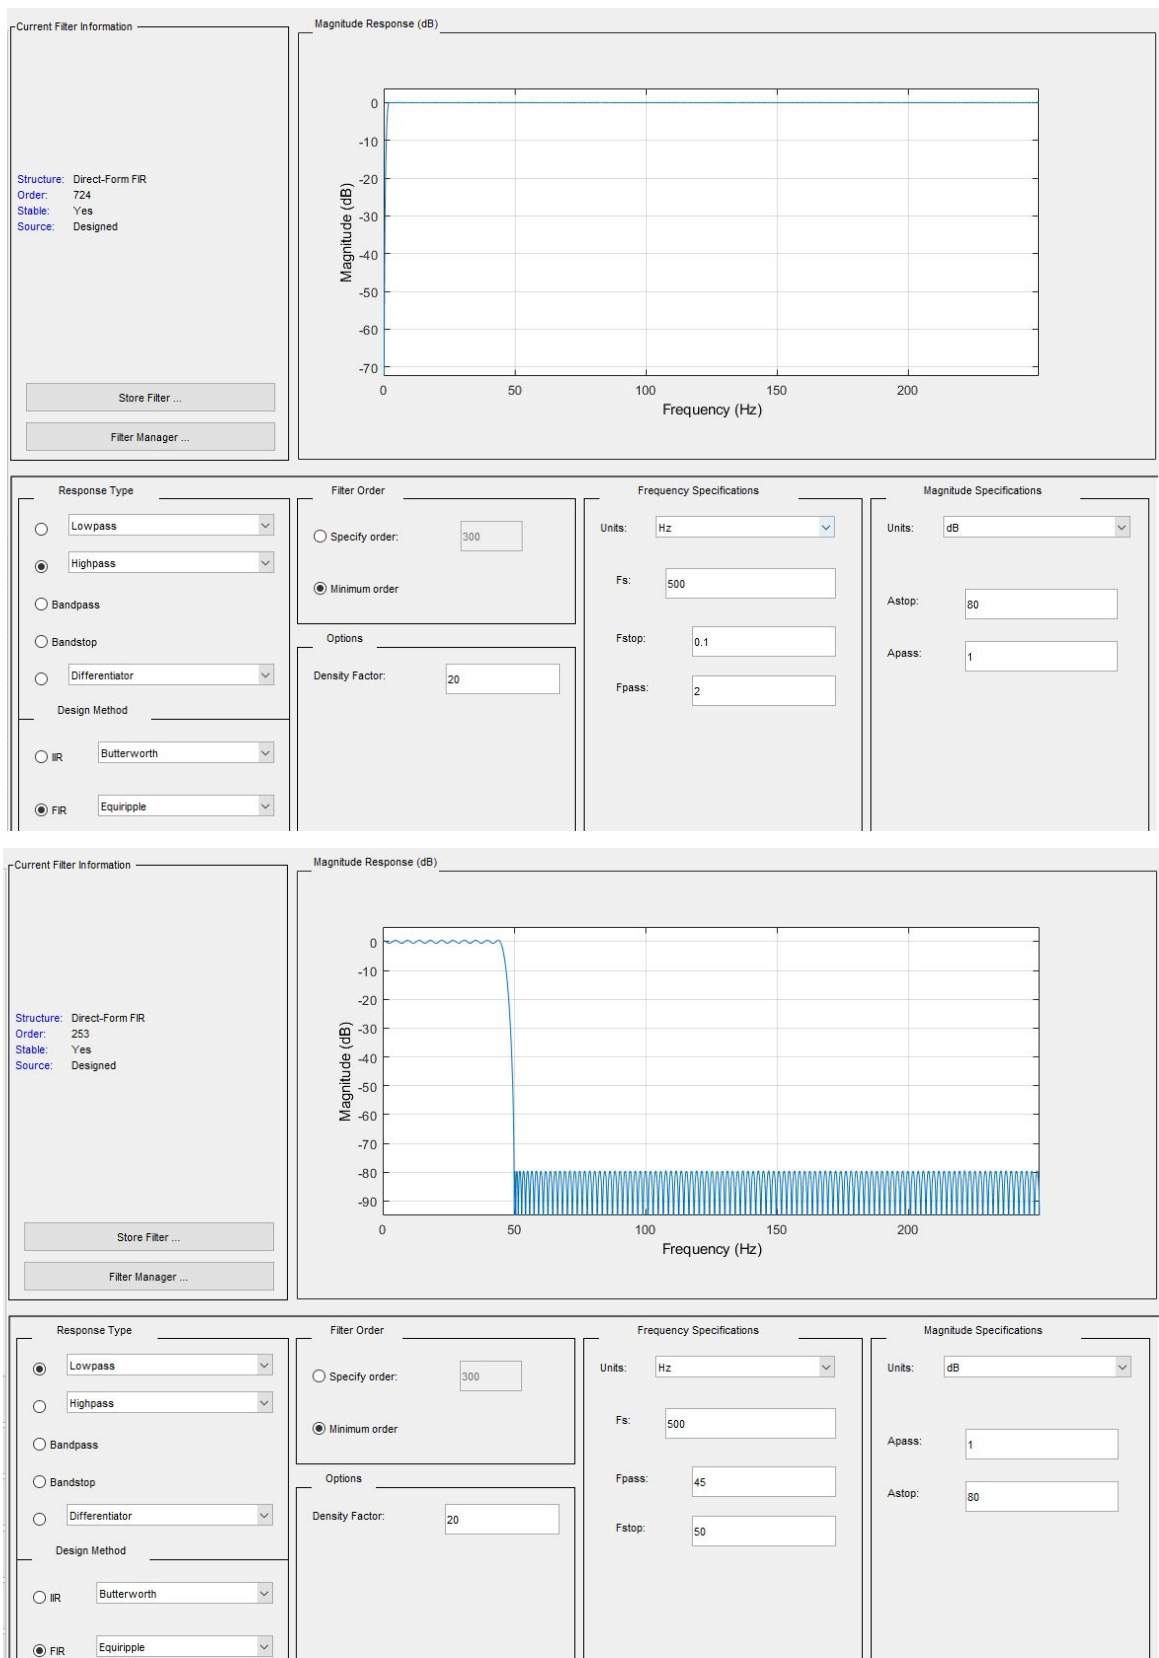 Current Filter Information
Magnitude Response (dB)
Structure: Direct-Form FIR
Order: 724
Stable: Yes
Source: Designed
Store Filter ...
Filter Manager ...
0
-10
-20
-30
-40
-50
-60
-70
Magnitude (dB)
0 50 100 150 200
Frequency (Hz)
Response Type
Lowpass
Highpass
Bandpass
Bandstop
Differentiator
Design Method
IIR Butterworth
FIR Equiripple
Filter Order
Specify order: 300
Minimum order
Options
Density Factor: 20
Frequency Specifications
Units: Hz
Fs: 500
Fstop: 0.1
Fpass: 2
Magnitude Specifications
Units: dB
Astop: 80
Apass: 1
Current Filter Information
Magnitude Response (dB)
Structure: Direct-Form FIR
Order: 253
Stable: Yes
Source: Designed
Store Filter ...
Filter Manager ...
0
-10
-20
-30
-40
-50
-60
-70
-80
-90
Magnitude (dB)
0 50 100 150 200
Frequency (Hz)
Response Type
Lowpass
Highpass
Bandpass
Bandstop
Differentiator
Design Method
IIR Butterworth
FIR Equiripple
Filter Order
Specify order: 300
Minimum order
Options
Density Factor: 20
Frequency Specifications
Units: Hz
Fs: 500
Fpass: 45
Fstop: 50
Magnitude Specifications
Units: dB
Apass: 1
Astop: 80